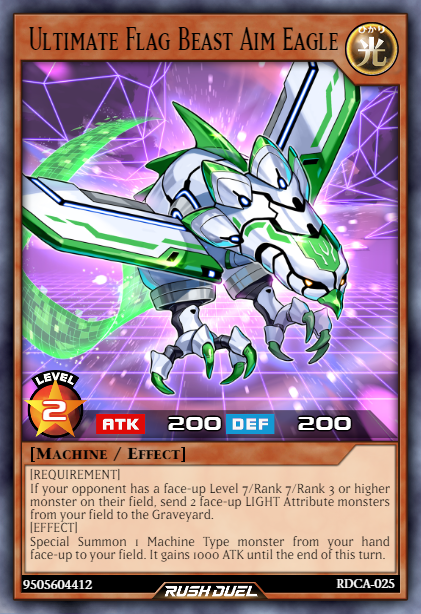 ULTIMATE FLAG BEAST AIM EAGLE
ひかり
光
LEVEL
2
ATK 200 DEF 200
[MACHINE / EFFECT]
[REQUIREMENT]
If your opponent has a face-up Level 7/Rank 7/Rank 3 or higher
monster on their field, send 2 face-up LIGHT Attribute monsters
from your field to the Graveyard.
[EFFECT]
Special Summon 1 Machine Type monster from your hand
face-up to your field. It gains 1000 ATK until the end of this turn.
9505604412 RUSH DUEL RDCA-025